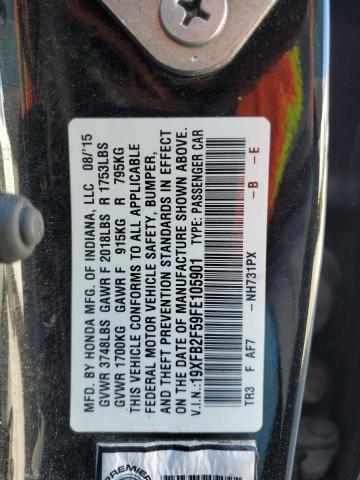 MFD. BY HONDA MFG. OF INDIANA, LLC 08/'15
GVWR 3748LBS GAWR F 2018LBS R 1753LBS
GVWR 1700KG GAWR F 915KG R 795KG
THIS VEHICLE CONFORMS TO ALL APPLICABLE
FEDERAL MOTOR VEHICLE SAFETY, BUMPER,
AND THEFT PREVENTION STANDARDS IN EFFECT
ON THE DATE OF MANUFACTURE SHOWN ABOVE.
V.I.N.:19XFB2F59FE105901 TYPE: PASSENGER CAR
TR3 F AF7 -NH731PX -B -E
PREMIER